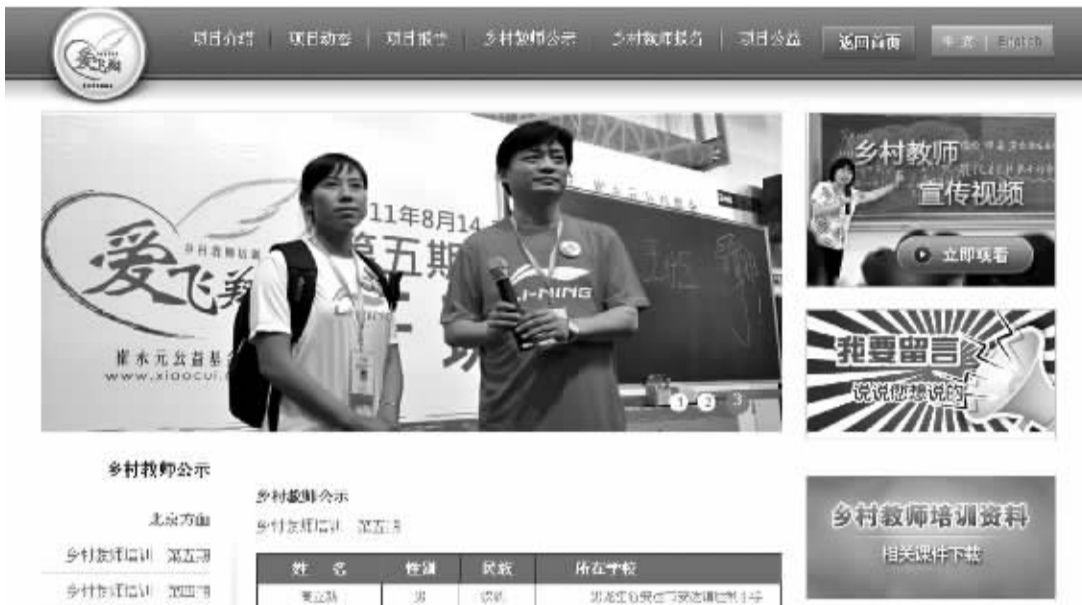 爱飞翔
项目介绍 | 项目动态 | 项目报告 | 乡村教师公示 | 乡村教师报名 | 项目公益
返回首页
中文 | English
乡村教师
宣传视频
立即观看
11年8月14
第五期
爱飞翔
LI-NING
崔永元公益基
www.xiaocui.
1 2 3
我要留言
说说您想说的
乡村教师公示
北京方面
乡村教师培训 第五期
乡村教师培训 第四期
乡村教师公示
乡村教师培训 第五期
姓 名 性别 民族 所在学校
男
乡村教师培训资料
相关课件下载